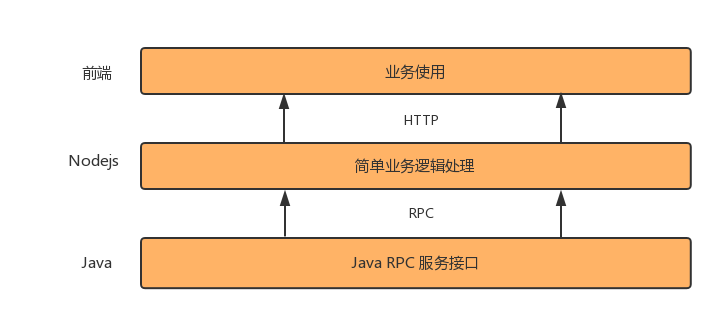 前端
业务使用
HTTP
Nodejs
简单业务逻辑处理
RPC
Java
Java RPC 服务接口